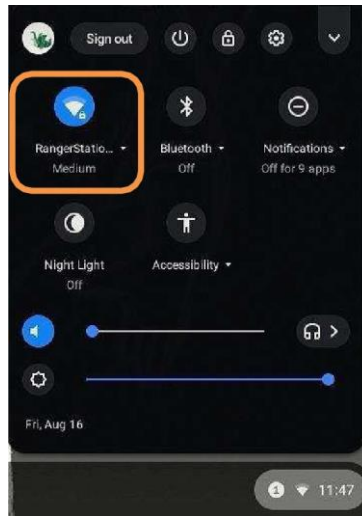 Sign out
RangerStatio...
Medium
Bluetooth
Off
Notifications
Off for 9 apps
Night Light
Off
Accessibility
Fri, Aug 16
1
11:47